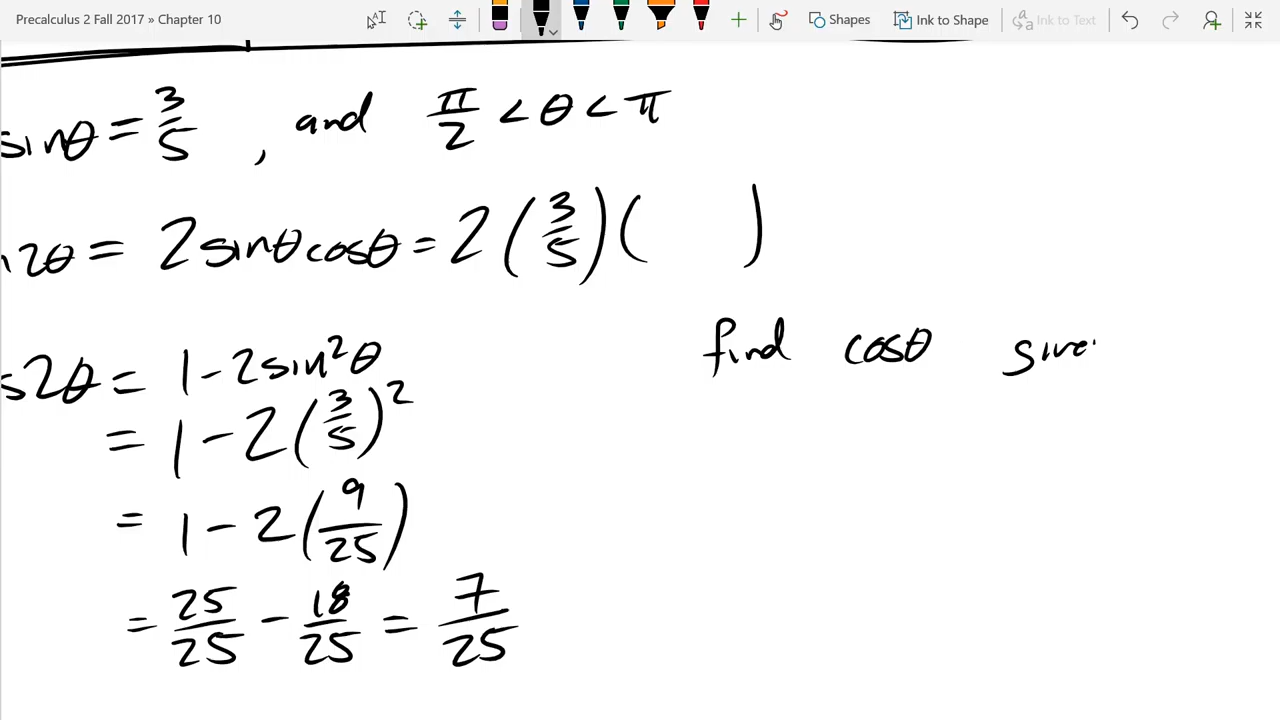 Precalculus 2 Fall 2017 » Chapter 10
Shapes
Ink to Shape
Ink to Text
sinθ = 3/5, and π/2 < θ < π
n2θ = 2sinθcosθ = 2(3/5)( )
find cosθ
s2θ = 1 - 2sin²θ
= 1 - 2(3/5)²
= 1 - 2(9/25)
= 25/25 - 18/25 = 7/25